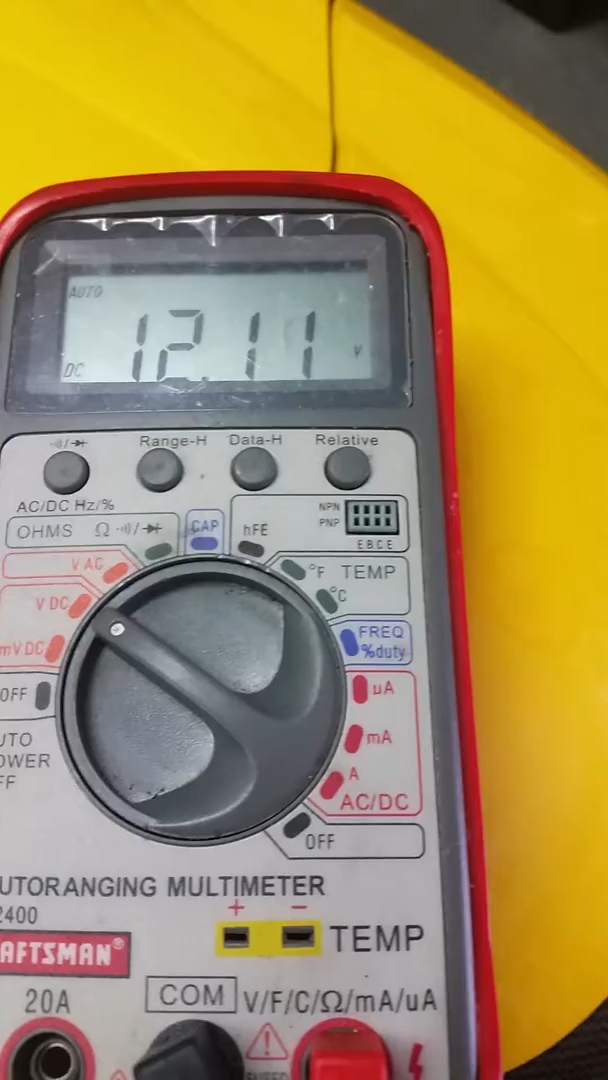 AUTO
12.11 V
DC
Range-H Data-H Relative
AC/DC Hz/%
OHMS Ω
CAP
hFE
NPN
PNP
E B C E
V AC
°F TEMP
°C
V DC
FREQ
%duty
mV DC
OFF
µA
mA
A
AC/DC
OFF
UTO
OWER
FF
UTORANGING MULTIMETER
2400
+ −
AFTSMAN®
TEMP
20A
COM
V/F/C/Ω/mA/uA